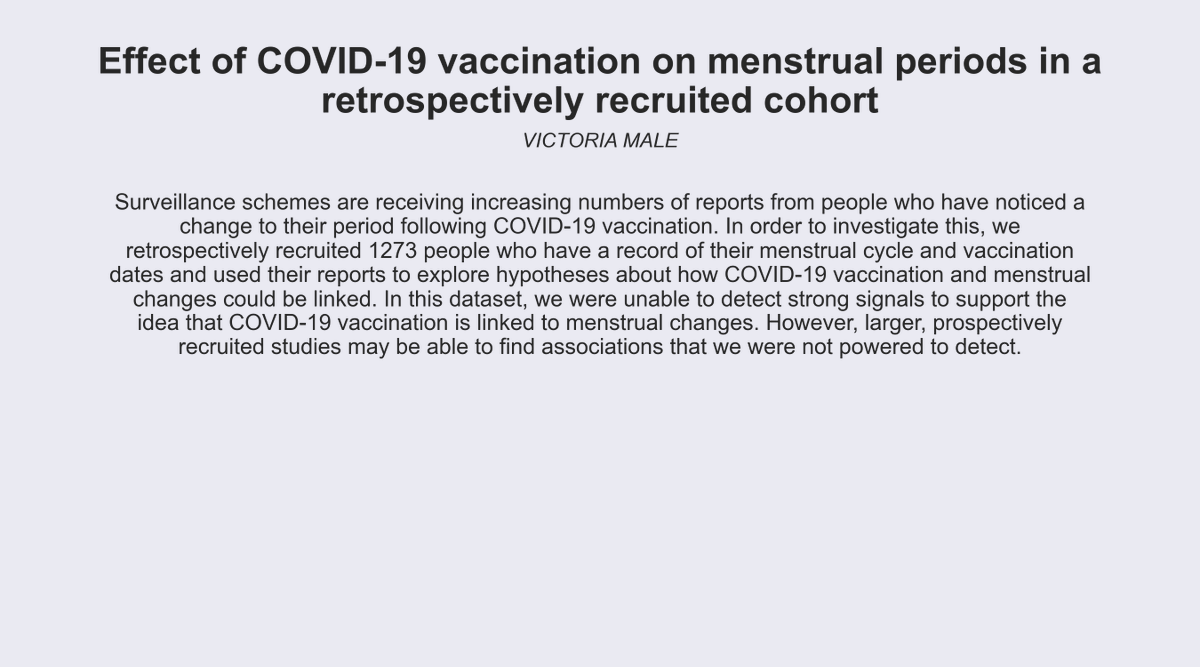 Effect of COVID-19 vaccination on menstrual periods in a
retrospectively recruited cohort
VICTORIA MALE
Surveillance schemes are receiving increasing numbers of reports from people who have noticed a
change to their period following COVID-19 vaccination. In order to investigate this, we
retrospectively recruited 1273 people who have a record of their menstrual cycle and vaccination
dates and used their reports to explore hypotheses about how COVID-19 vaccination and menstrual
changes could be linked. In this dataset, we were unable to detect strong signals to support the
idea that COVID-19 vaccination is linked to menstrual changes. However, larger, prospectively
recruited studies may be able to find associations that we were not powered to detect.